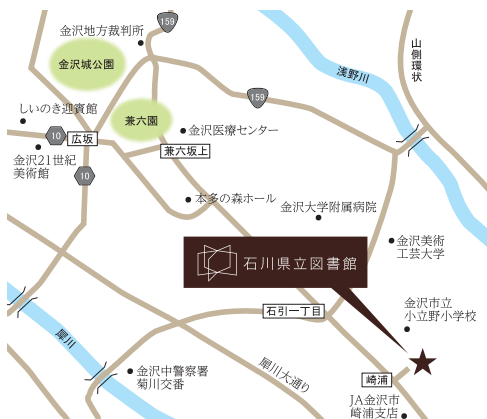 159
金沢地方裁判所
山側環状
金沢城公園
浅野川
159
しいのき迎賓館
兼六園
10
広坂
金沢医療センター
金沢21世紀
美術館
兼六坂上
10
本多の森ホール
金沢大学附属病院
金沢美術
工芸大学
石川県立図書館
石引一丁目
金沢市立
小立野小学校
犀川
金沢中警察署
菊川交番
犀川大通り
崎浦
JA金沢市
崎浦支店